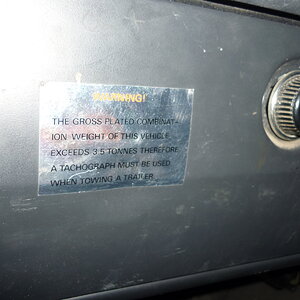 WARNING!
THE GROSS PLATED COMBINAT-
ION WEIGHT OF THIS VEHICLE
EXCEEDS 3.5 TONNES THEREFORE
A TACHOGRAPH MUST BE USED
WHEN TOWING A TRAILER